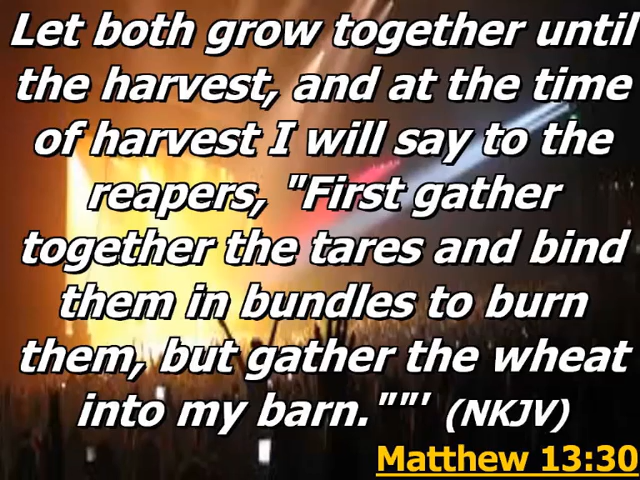 Let both grow together until
the harvest, and at the time
of harvest I will say to the
reapers, "First gather
together the tares and bind
them in bundles to burn
them, but gather the wheat
into my barn.""' (NKJV)
Matthew 13:30